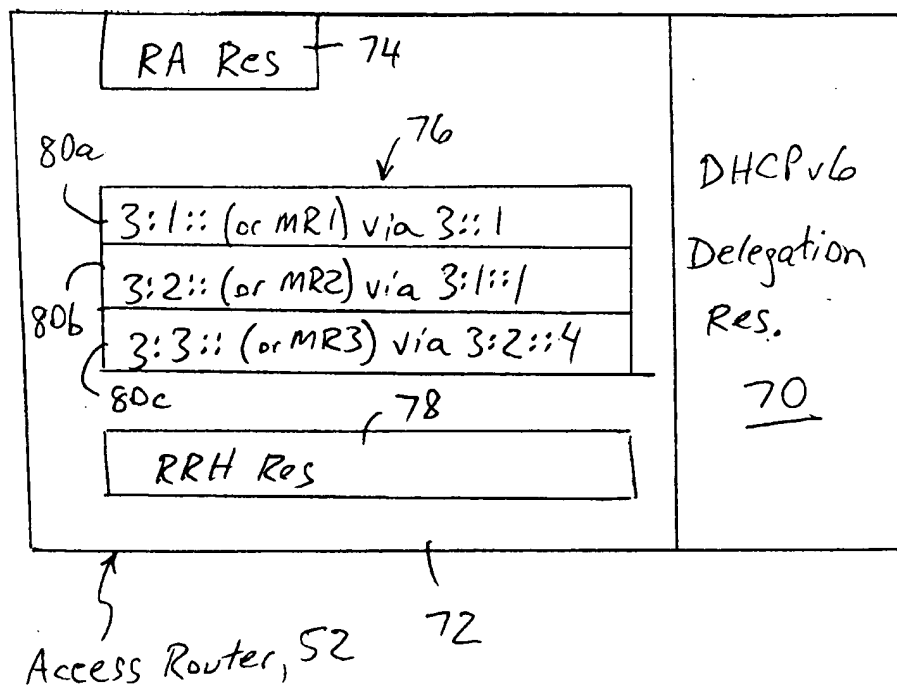 RA Res
74
76
80a
3:1:: (or MR1) via 3::1
3:2:: (or MR2) via 3:1::1
80b
3:3:: (or MR3) via 3:2::4
80c
78
RRH Res
72
Access Router, 52
DHCPv6
Delegation
Res.
70